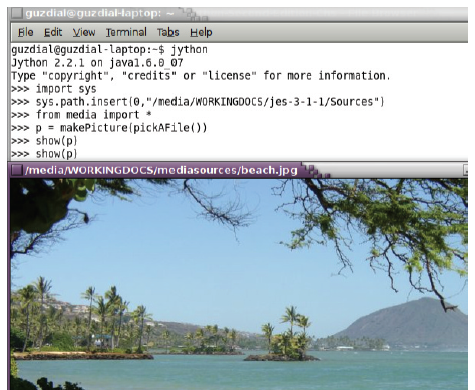 guzdial@guzdial-laptop: ~
File Edit View Terminal Tabs Help
guzdial@guzdial-laptop:~$ jython
Jython 2.2.1 on java1.6.0_07
Type "copyright", "credits" or "license" for more information.
>>> import sys
>>> sys.path.insert(0,"/media/WORKINGDOCS/jes-3-1-1/Sources")
>>> from media import *
>>> p = makePicture(pickAFile())
>>> show(p)
>>> show(p)
/media/WORKINGDOCS/mediasources/beach.jpg